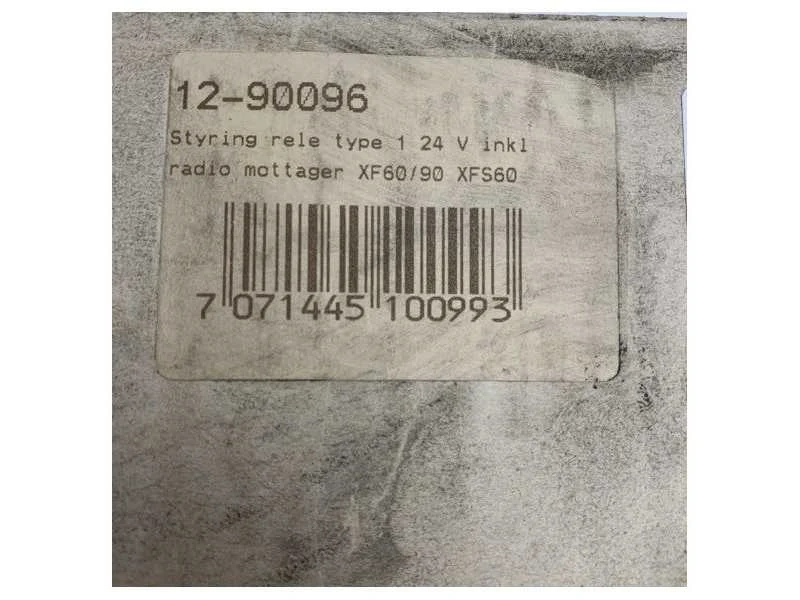 12-90096
Styring rele type 1 24 V inkl
radio mottager XF60/90 XFS60
7 071445 100993